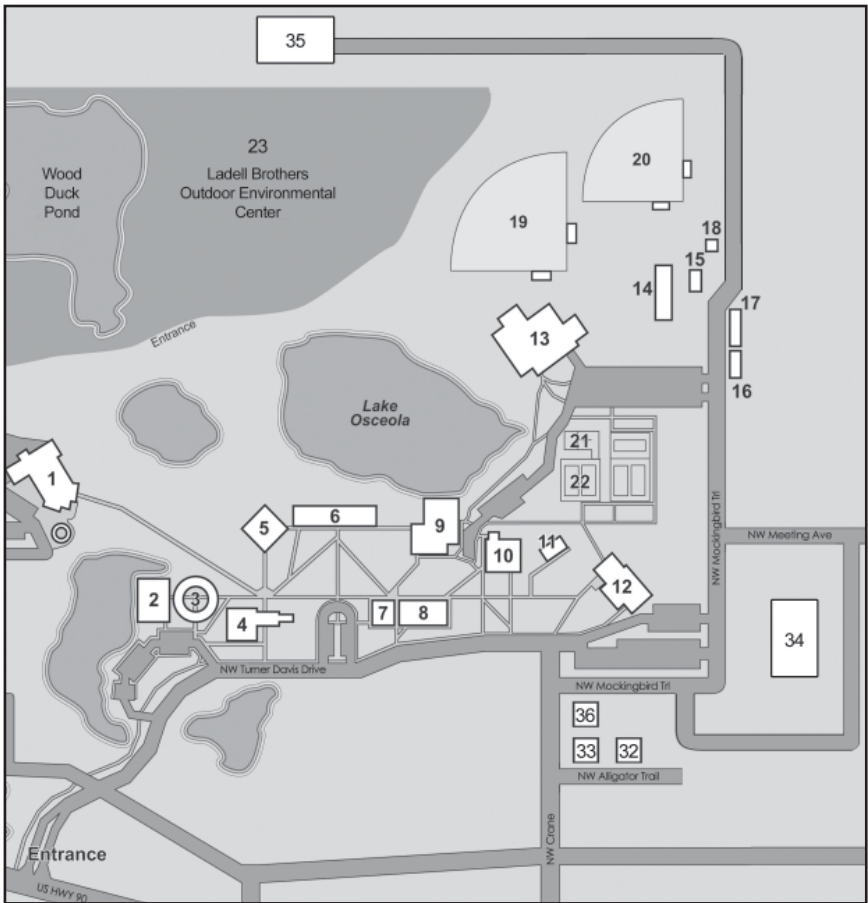 35
23
Ladell Brothers
Outdoor Environmental
Center
Wood
Duck
Pond
20
19
18
15
14
17
16
Entrance
13
Lake
Osceola
1
21
22
5
6
9
10
11
12
2
3
4
7
8
NW Mockingbird Trl
NW Meeting Ave
34
NW Turner Davis Drive
NW Mockingbird Trl
36
33
32
NW Alligator Trail
NW Crane
Entrance
US HWY 90